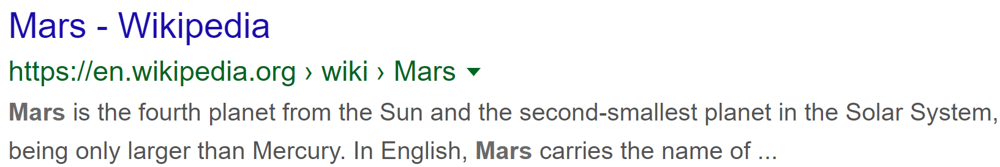 Mars - Wikipedia
https://en.wikipedia.org › wiki › Mars
Mars is the fourth planet from the Sun and the second-smallest planet in the Solar System,
being only larger than Mercury. In English, Mars carries the name of ...